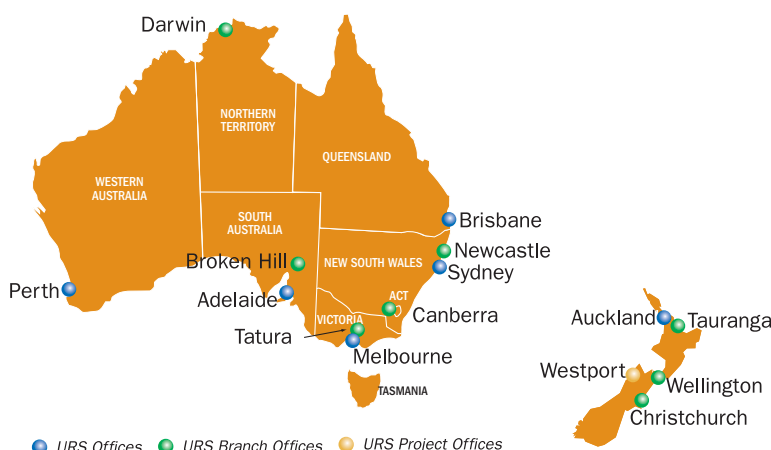 Darwin
NORTHERN
TERRITORY
QUEENSLAND
WESTERN
AUSTRALIA
SOUTH
AUSTRALIA
Brisbane
Newcastle
Broken Hill
NEW SOUTH WALES
Sydney
Perth
Adelaide
ACT
Canberra
VICTORIA
Tatura
Melbourne
TASMANIA
Auckland
Tauranga
Westport
Wellington
Christchurch
URS Offices
URS Branch Offices
URS Project Offices